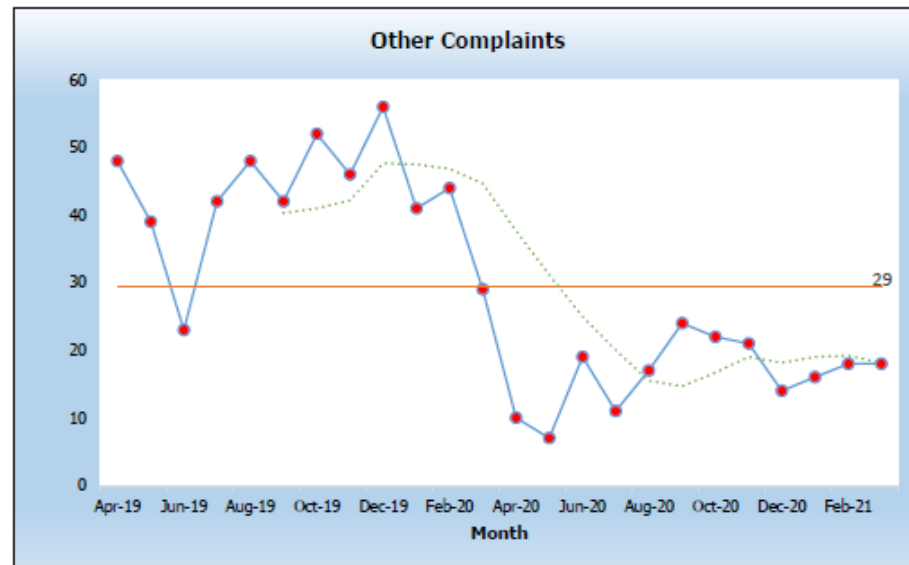 Other Complaints
60
50
40
30
29
20
10
0
Apr-19 Jun-19 Aug-19 Oct-19 Dec-19 Feb-20 Apr-20 Jun-20 Aug-20 Oct-20 Dec-20 Feb-21
Month